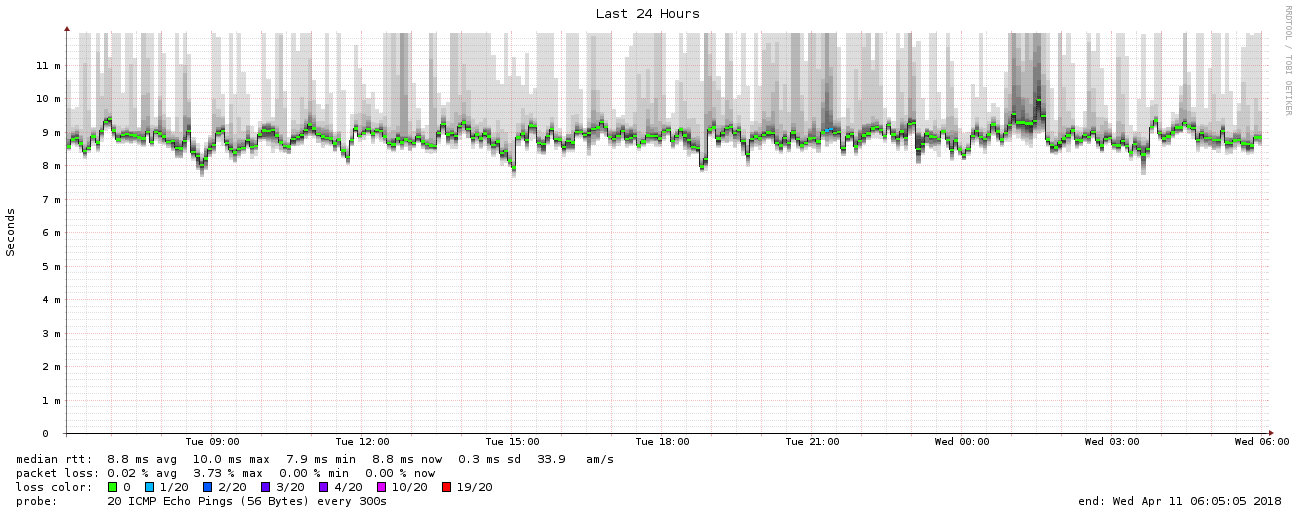 Last 24 Hours
RRDTOOL / TOBI OETIKER
Seconds
11 m
10 m
9 m
8 m
7 m
6 m
5 m
4 m
3 m
2 m
1 m
0
Tue 09:00 Tue 12:00 Tue 15:00 Tue 18:00 Tue 21:00 Wed 00:00 Wed 03:00 Wed 06:00
median rtt: 8.8 ms avg 10.0 ms max 7.9 ms min 8.8 ms now 0.3 ms sd 33.9 am/s
packet loss: 0.02 % avg 3.73 % max 0.00 % min 0.00 % now
loss color: 0 1/20 2/20 3/20 4/20 10/20 19/20
probe: 20 ICMP Echo Pings (56 Bytes) every 300s end: Wed Apr 11 06:05:05 2018